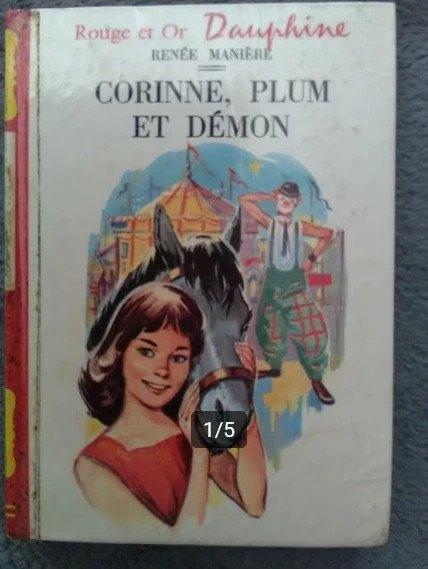 Rouge et Or Dauphine
RENÉE MANIÈRE
CORINNE, PLUM
ET DÉMON
1/5